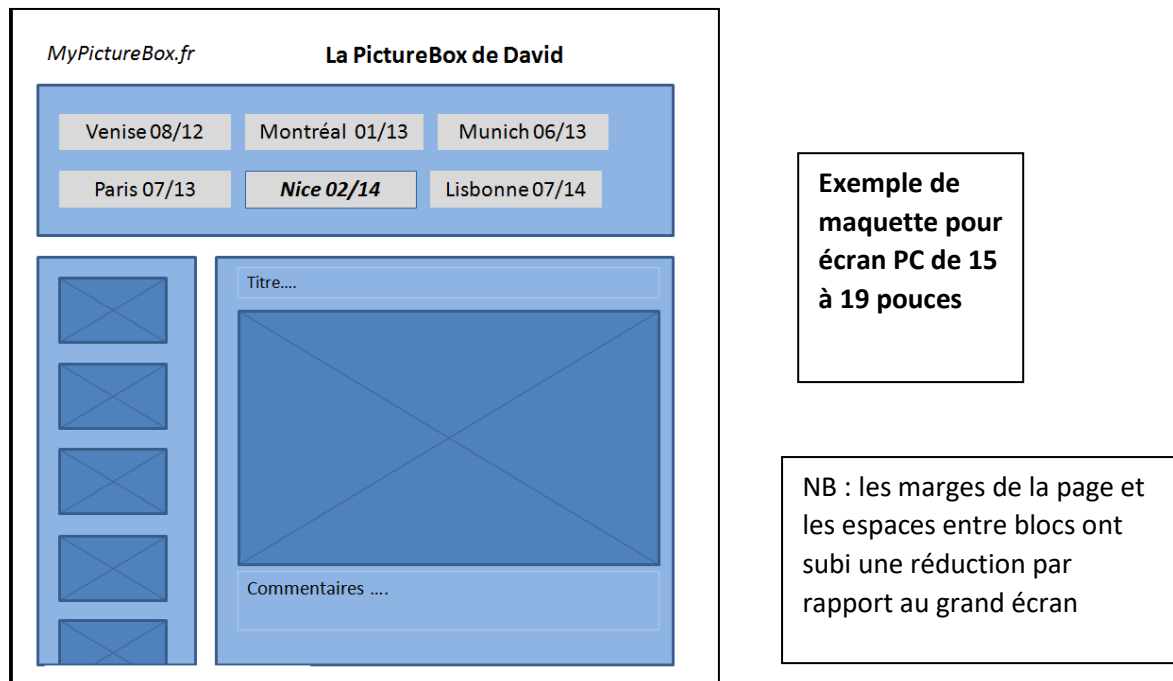 MyPictureBox.fr
La PictureBox de David
Venise 08/12
Montréal 01/13
Munich 06/13
Paris 07/13
Nice 02/14
Lisbonne 07/14
Titre....
Commentaires ....
Exemple de
maquette pour
écran PC de 15
à 19 pouces
NB : les marges de la page et
les espaces entre blocs ont
subi une réduction par
rapport au grand écran